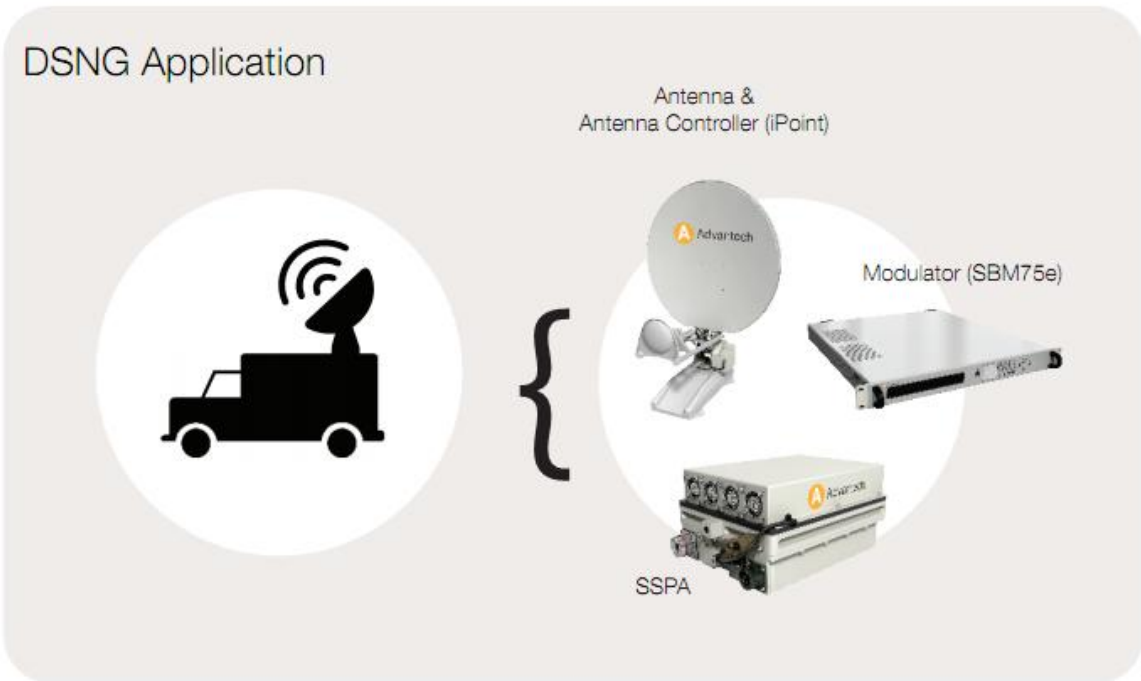 DSNG Application
Antenna &
Antenna Controller (iPoint)
A Advantech
Modulator (SBM75e)
A Advantech
SSPA